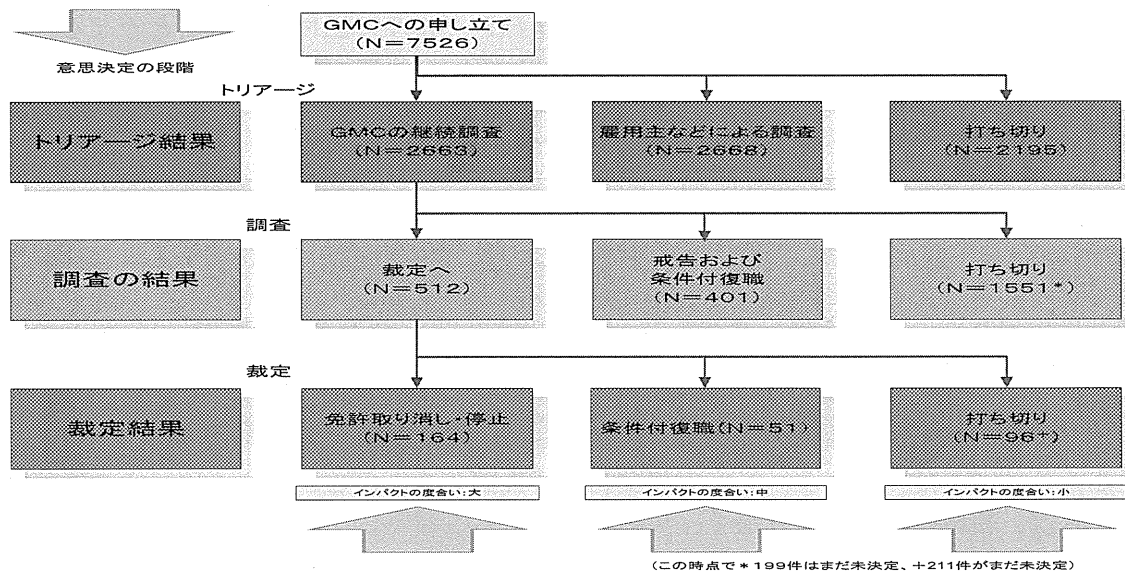 GMCへの申し立て
(N=7526)
意思決定の段階
トリアージ
トリアージ結果
GMCの継続調査
(N=2663)
雇用主などによる調査
(N=2668)
打ち切り
(N=2195)
調査
調査の結果
裁定へ
(N=512)
戒告および
条件付復職
(N=401)
打ち切り
(N=1551*)
裁定
裁定結果
免許取り消し・停止
(N=164)
条件付復職(N=51)
打ち切り
(N=96+)
インパクトの度合い:大
インパクトの度合い:中
インパクトの度合い:小
(この時点で*199件はまだ未決定、+211件がまだ未決定)